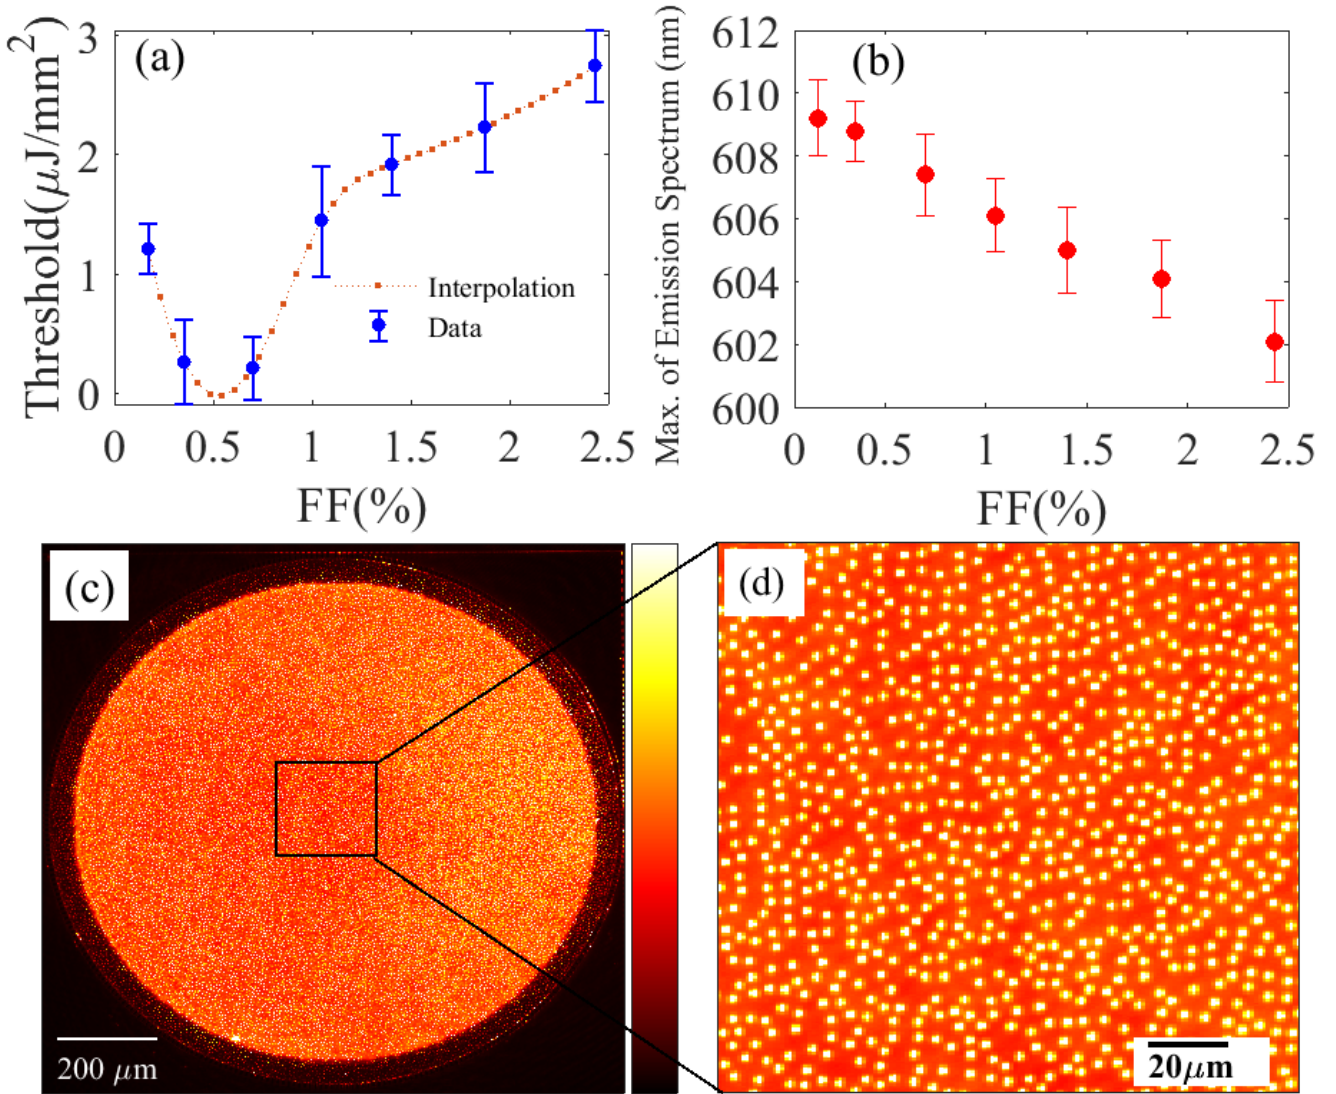 (a)
Threshold(μJ/mm²)
3
2
1
0
Interpolation
Data
0 0.5 1 1.5 2 2.5
FF(%)
(b)
Max. of Emission Spectrum (nm)
612
610
608
606
604
602
600
0 0.5 1 1.5 2 2.5
FF(%)
(c)
200 μm
(d)
20μm